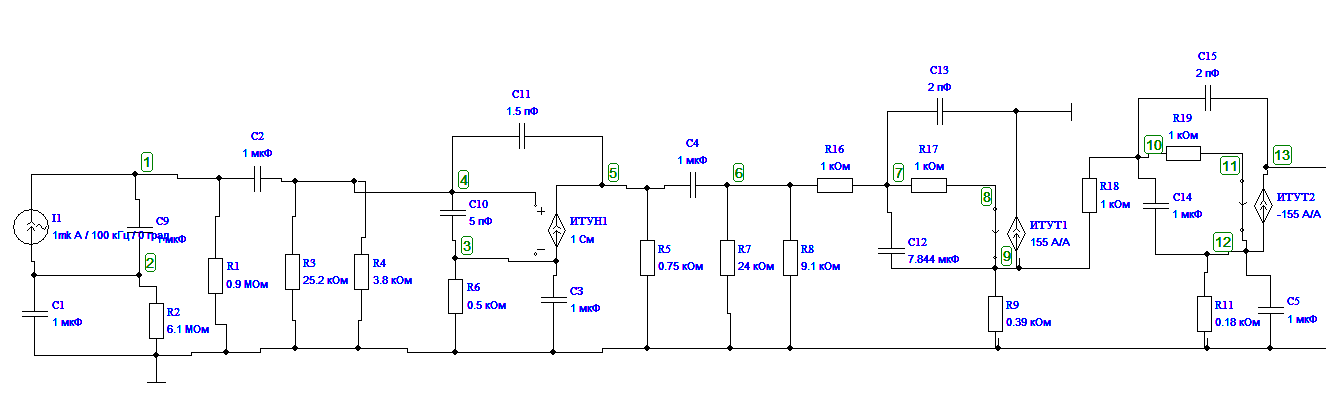 I1
1mk A / 100 кГц / 0 град
C9
1 мкФ
1
2
C1
1 мкФ
R2
6.1 МОм
R1
0.9 МОм
C2
1 мкФ
R3
25.2 кОм
R4
3.8 кОм
4
C11
1.5 пФ
C10
5 пФ
3
R6
0.5 кОм
+
–
ИТУН1
1 См
C3
1 мкФ
5
R5
0.75 кОм
C4
1 мкФ
6
R7
24 кОм
R8
9.1 кОм
R16
1 кОм
7
R17
1 кОм
C13
2 пФ
C12
7.844 мкФ
8
9
ИТУТ1
155 А/А
R9
0.39 кОм
R18
1 кОм
10
C15
2 пФ
R19
1 кОм
11
C14
1 мкФ
12
13
ИТУТ2
-155 А/А
R11
0.18 кОм
C5
1 мкФ